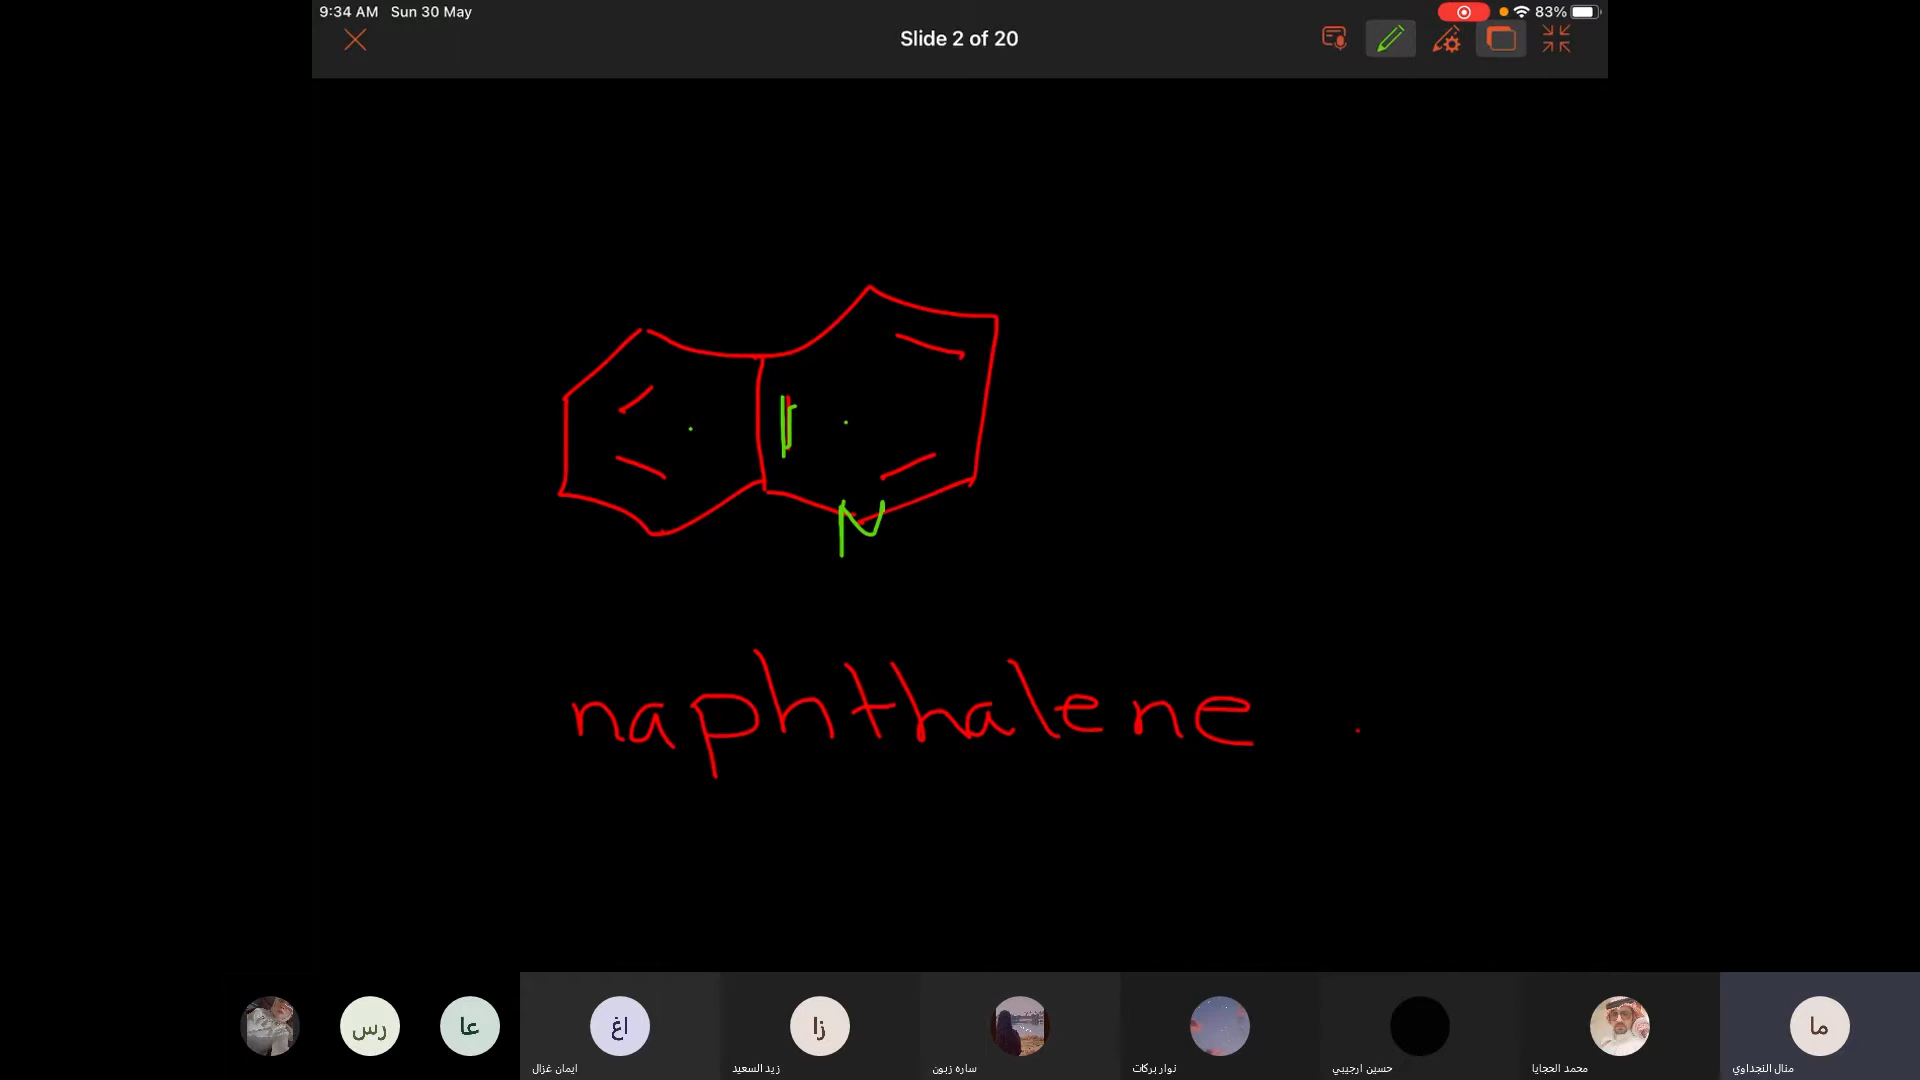 9:34 AM Sun 30 May
83%
Slide 2 of 20
N
naphthalene .
رس
عا
اغ
زا
ما
ايمان غزال
زيد السعيد
ساره زبون
نوار بركات
حسين ارجيبي
محمد الحجايا
منال النجداوي